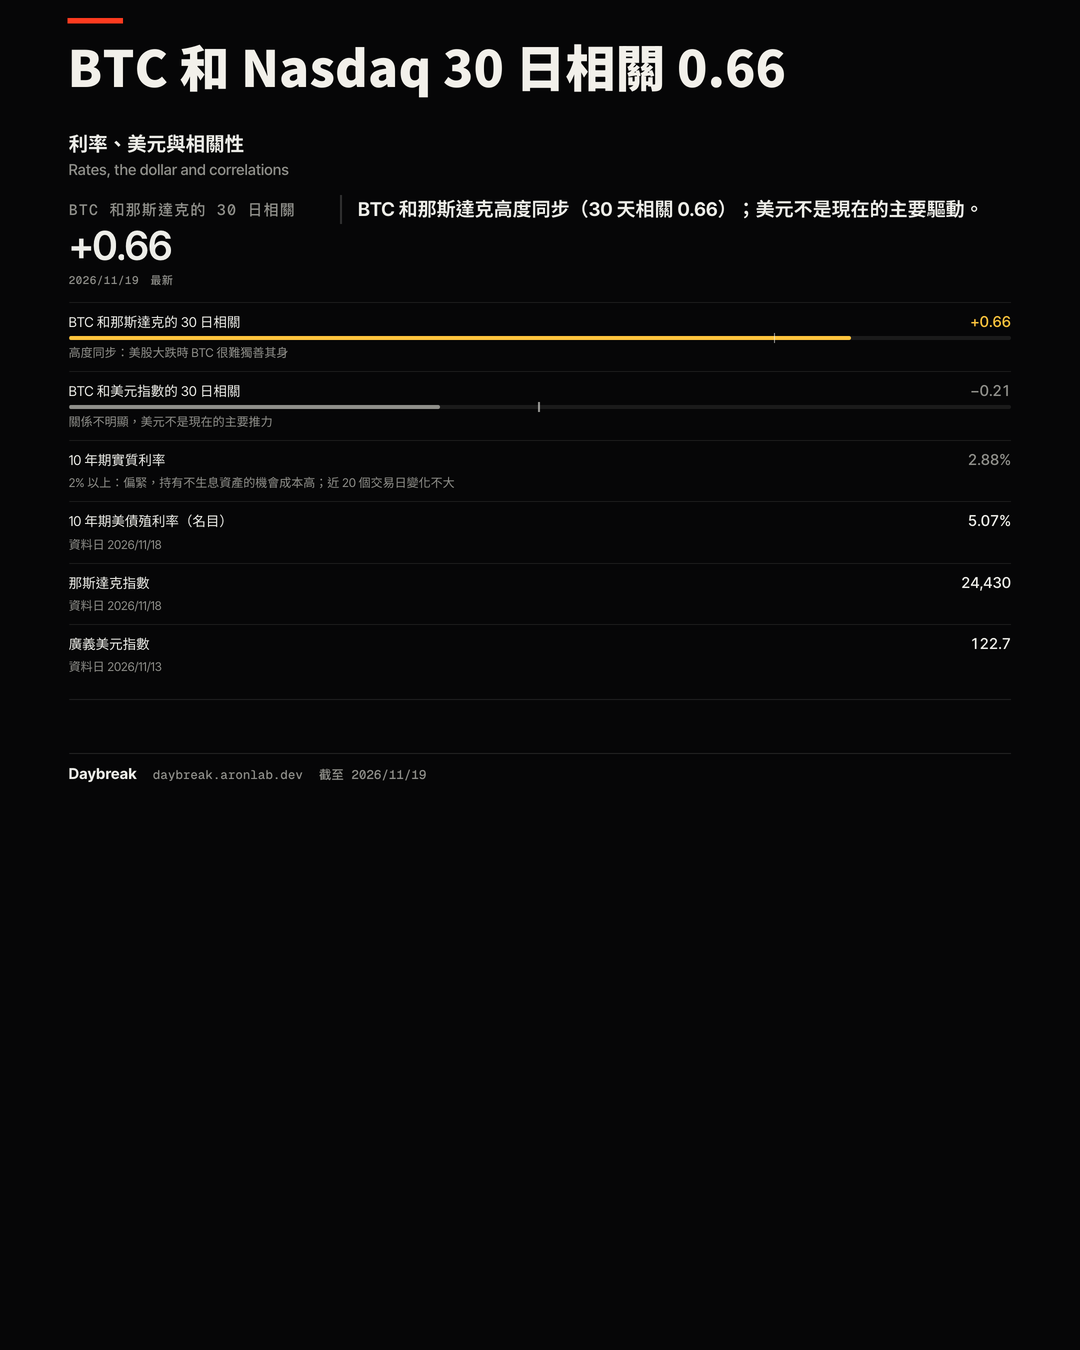 BTC 和 Nasdaq 30 日相關 0.66
利率、美元與相關性
Rates, the dollar and correlations
BTC 和那斯達克的 30 日相關
+0.66
2026/11/19 最新
BTC 和那斯達克高度同步（30 天相關 0.66）；美元不是現在的主要驅動。
BTC 和那斯達克的 30 日相關 +0.66
高度同步：美股大跌時 BTC 很難獨善其身
BTC 和美元指數的 30 日相關 −0.21
關係不明顯，美元不是現在的主要推力
10 年期實質利率 2.88%
2% 以上：偏緊，持有不生息資產的機會成本高；近 20 個交易日變化不大
10 年期美債殖利率（名目） 5.07%
資料日 2026/11/18
那斯達克指數 24,430
資料日 2026/11/18
廣義美元指數 122.7
資料日 2026/11/13
Daybreak daybreak.aronlab.dev 截至 2026/11/19